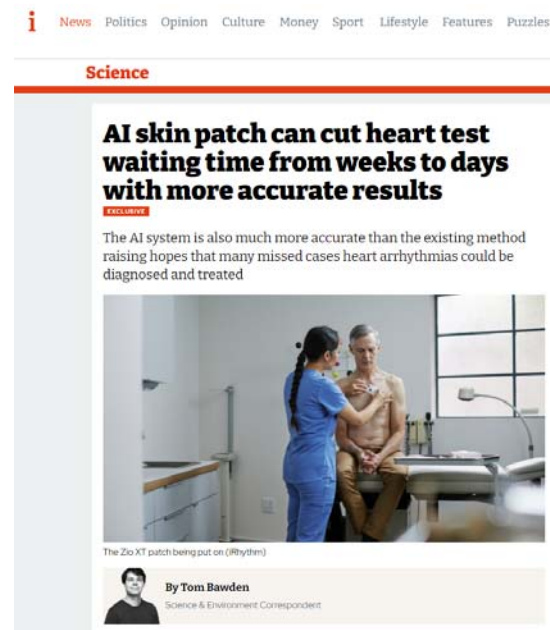 i News Politics Opinion Culture Money Sport Lifestyle Features Puzzles
Science
AI skin patch can cut heart test
waiting time from weeks to days
with more accurate results
EXCLUSIVE
The AI system is also much more accurate than the existing method
raising hopes that many missed cases heart arrhythmias could be
diagnosed and treated
The Zio XT patch being put on (iRhythm)
By Tom Bawden
Science & Environment Correspondent